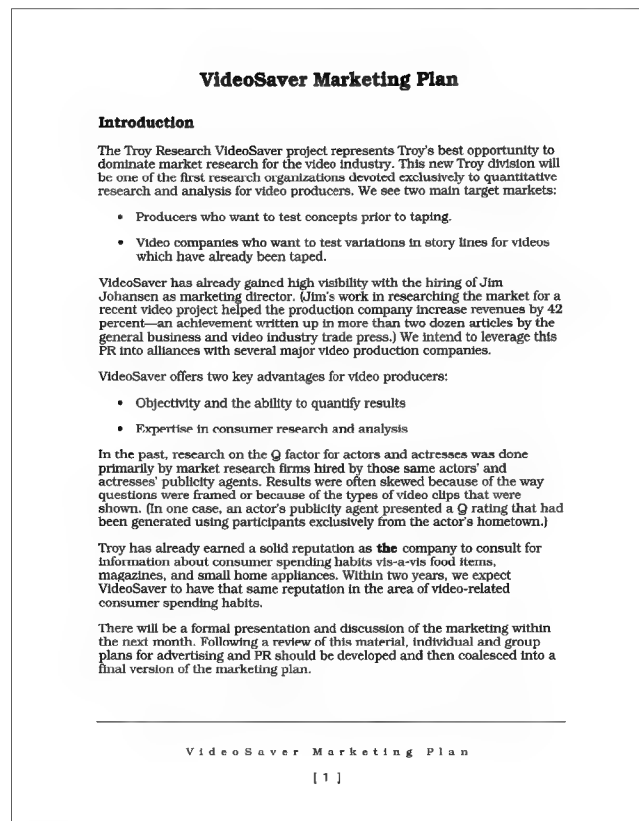 VideoSaver Marketing Plan
Introduction
The Troy Research VideoSaver project represents Troy's best opportunity to
dominate market research for the video industry. This new Troy division will
be one of the first research organizations devoted exclusively to quantitative
research and analysis for video producers. We see two main target markets:
• Producers who want to test concepts prior to taping.
• Video companies who want to test variations in story lines for videos
which have already been taped.
VideoSaver has already gained high visibility with the hiring of Jim
Johansen as marketing director. (Jim's work in researching the market for a
recent video project helped the production company increase revenues by 42
percent—an achievement written up in more than two dozen articles by the
general business and video industry trade press.) We intend to leverage this
PR into alliances with several major video production companies.
VideoSaver offers two key advantages for video producers:
• Objectivity and the ability to quantify results
• Expertise in consumer research and analysis
In the past, research on the Q factor for actors and actresses was done
primarily by market research firms hired by those same actors' and
actresses' publicity agents. Results were often skewed because of the way
questions were framed or because of the types of video clips that were
shown. (In one case, an actor's publicity agent presented a Q rating that had
been generated using participants exclusively from the actor's hometown.)
Troy has already earned a solid reputation as the company to consult for
information about consumer spending habits vis-a-vis food items,
magazines, and small home appliances. Within two years, we expect
VideoSaver to have that same reputation in the area of video-related
consumer spending habits.
There will be a formal presentation and discussion of the marketing within
the next month. Following a review of this material, individual and group
plans for advertising and PR should be developed and then coalesced into a
final version of the marketing plan.
VideoSaver Marketing Plan
[ 1 ]